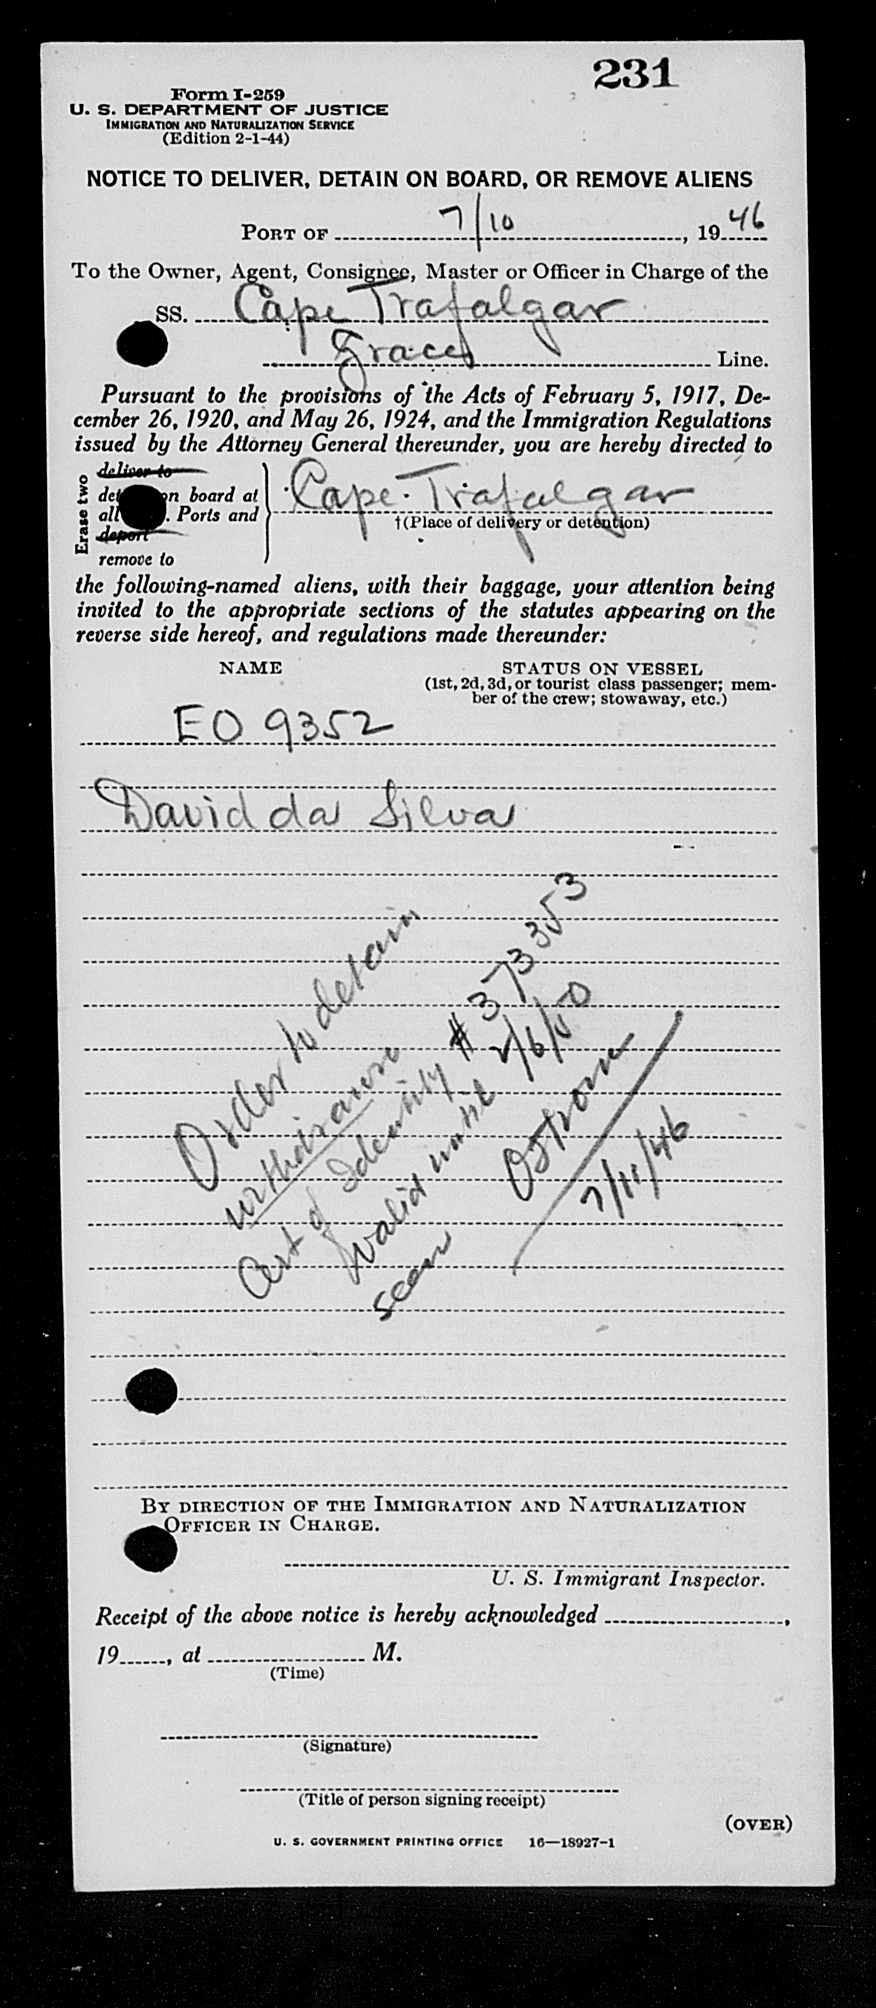 231
Form I-259
U. S. DEPARTMENT OF JUSTICE
IMMIGRATION AND NATURALIZATION SERVICE
(Edition 2-1-44)
NOTICE TO DELIVER, DETAIN ON BOARD, OR REMOVE ALIENS
PORT OF 7/10, 1946
To the Owner, Agent, Consignee, Master or Officer in Charge of the
SS. Cape Trafalgar
Grace Line.
Pursuant to the provisions of the Acts of February 5, 1917, De-
cember 26, 1920, and May 26, 1924, and the Immigration Regulations
issued by the Attorney General thereunder, you are hereby directed to
Erase two
deliver to
det n board at
all . Ports and
deport
remove to
Cape Trafalgar
†(Place of delivery or detention)
the following-named aliens, with their baggage, your attention being
invited to the appropriate sections of the statutes appearing on the
reverse side hereof, and regulations made thereunder:
NAME
STATUS ON VESSEL
(1st, 2d, 3d, or tourist class passenger; mem-
ber of the crew; stowaway, etc.)
EO 9352
David da Silva
Order to detain
withdrawn
Cert of Identity # 373353
valid until 2/6/50
seen Ostrom
7/11/46
BY DIRECTION OF THE IMMIGRATION AND NATURALIZATION
OFFICER IN CHARGE.
U. S. Immigrant Inspector.
Receipt of the above notice is hereby acknowledged ,
19 , at M.
(Time)
(Signature)
(Title of person signing receipt)
(OVER)
U. S. GOVERNMENT PRINTING OFFICE 16—18927-1